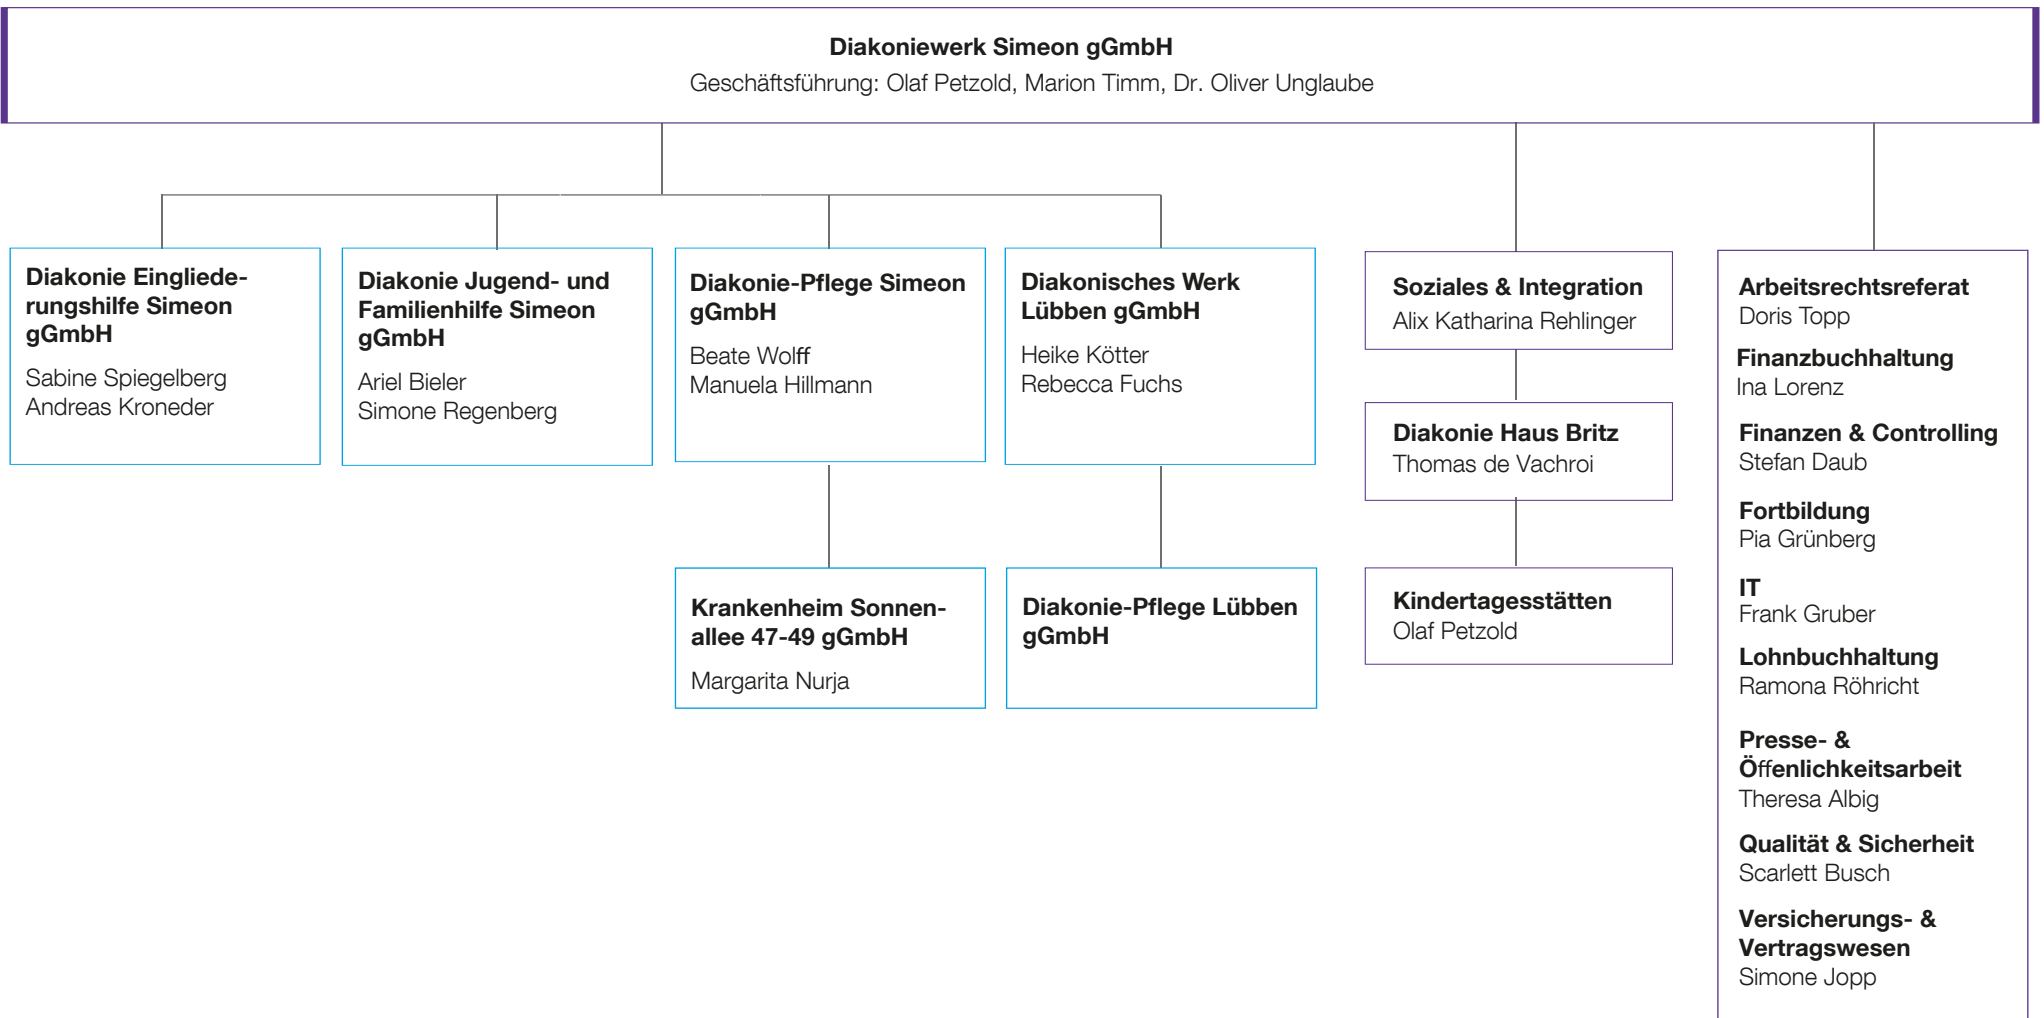 Diakoniewerk Simeon gGmbH
Geschäftsführung: Olaf Petzold, Marion Timm, Dr. Oliver Unglaube
Diakonie Eingliede-
rungshilfe Simeon
gGmbH
Sabine Spiegelberg
Andreas Kroneder
Diakonie Jugend- und
Familienhilfe Simeon
gGmbH
Ariel Bieler
Simone Regenberg
Diakonie-Pflege Simeon
gGmbH
Beate Wolff
Manuela Hillmann
Diakonisches Werk
Lübben gGmbH
Heike Kötter
Rebecca Fuchs
Krankenheim Sonnen-
allee 47-49 gGmbH
Margarita Nurja
Diakonie-Pflege Lübben
gGmbH
Soziales & Integration
Alix Katharina Rehlinger
Diakonie Haus Britz
Thomas de Vachroi
Kindertagesstätten
Olaf Petzold
Arbeitsrechtsreferat
Doris Topp
Finanzbuchhaltung
Ina Lorenz
Finanzen & Controlling
Stefan Daub
Fortbildung
Pia Grünberg
IT
Frank Gruber
Lohnbuchhaltung
Ramona Röhricht
Presse- &
Öffenlichkeitsarbeit
Theresa Albig
Qualität & Sicherheit
Scarlett Busch
Versicherungs- &
Vertragswesen
Simone Jopp